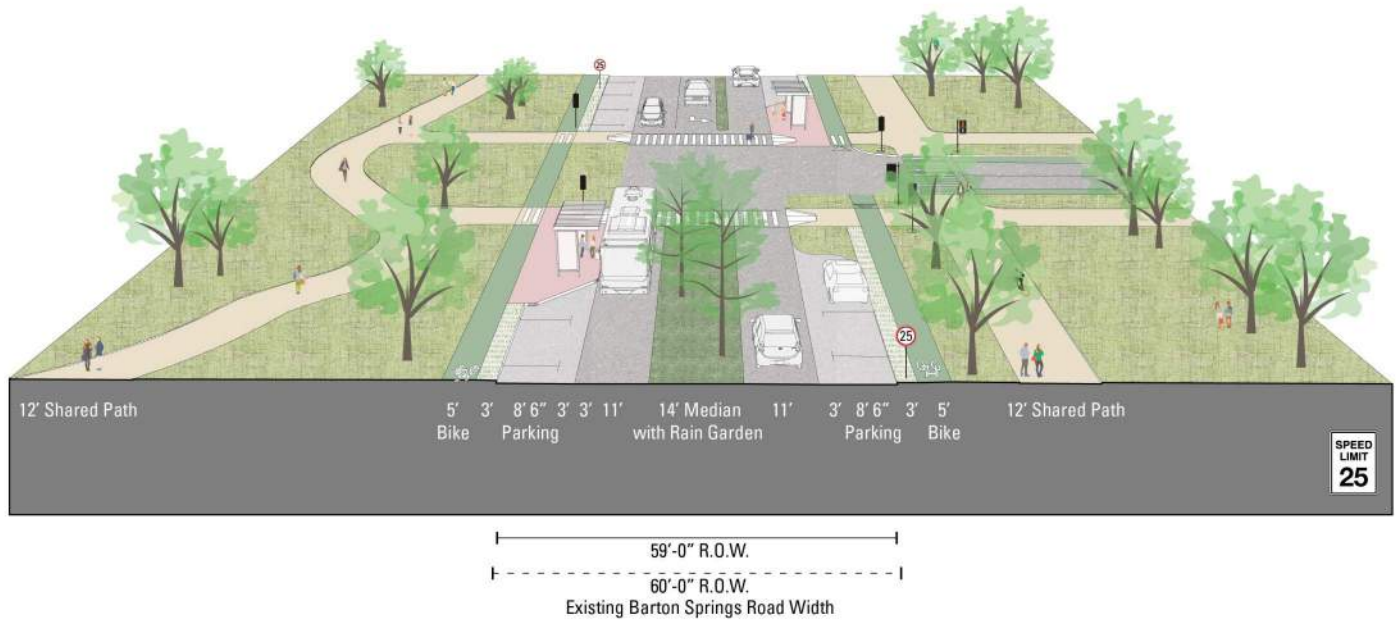 25
25
12' Shared Path
5'
Bike
3'
8' 6"
Parking
3'
3'
11'
14' Median
with Rain Garden
11'
3'
8' 6"
Parking
3'
5'
Bike
12' Shared Path
SPEED
LIMIT
25
59'-0" R.O.W.
60'-0" R.O.W.
Existing Barton Springs Road Width